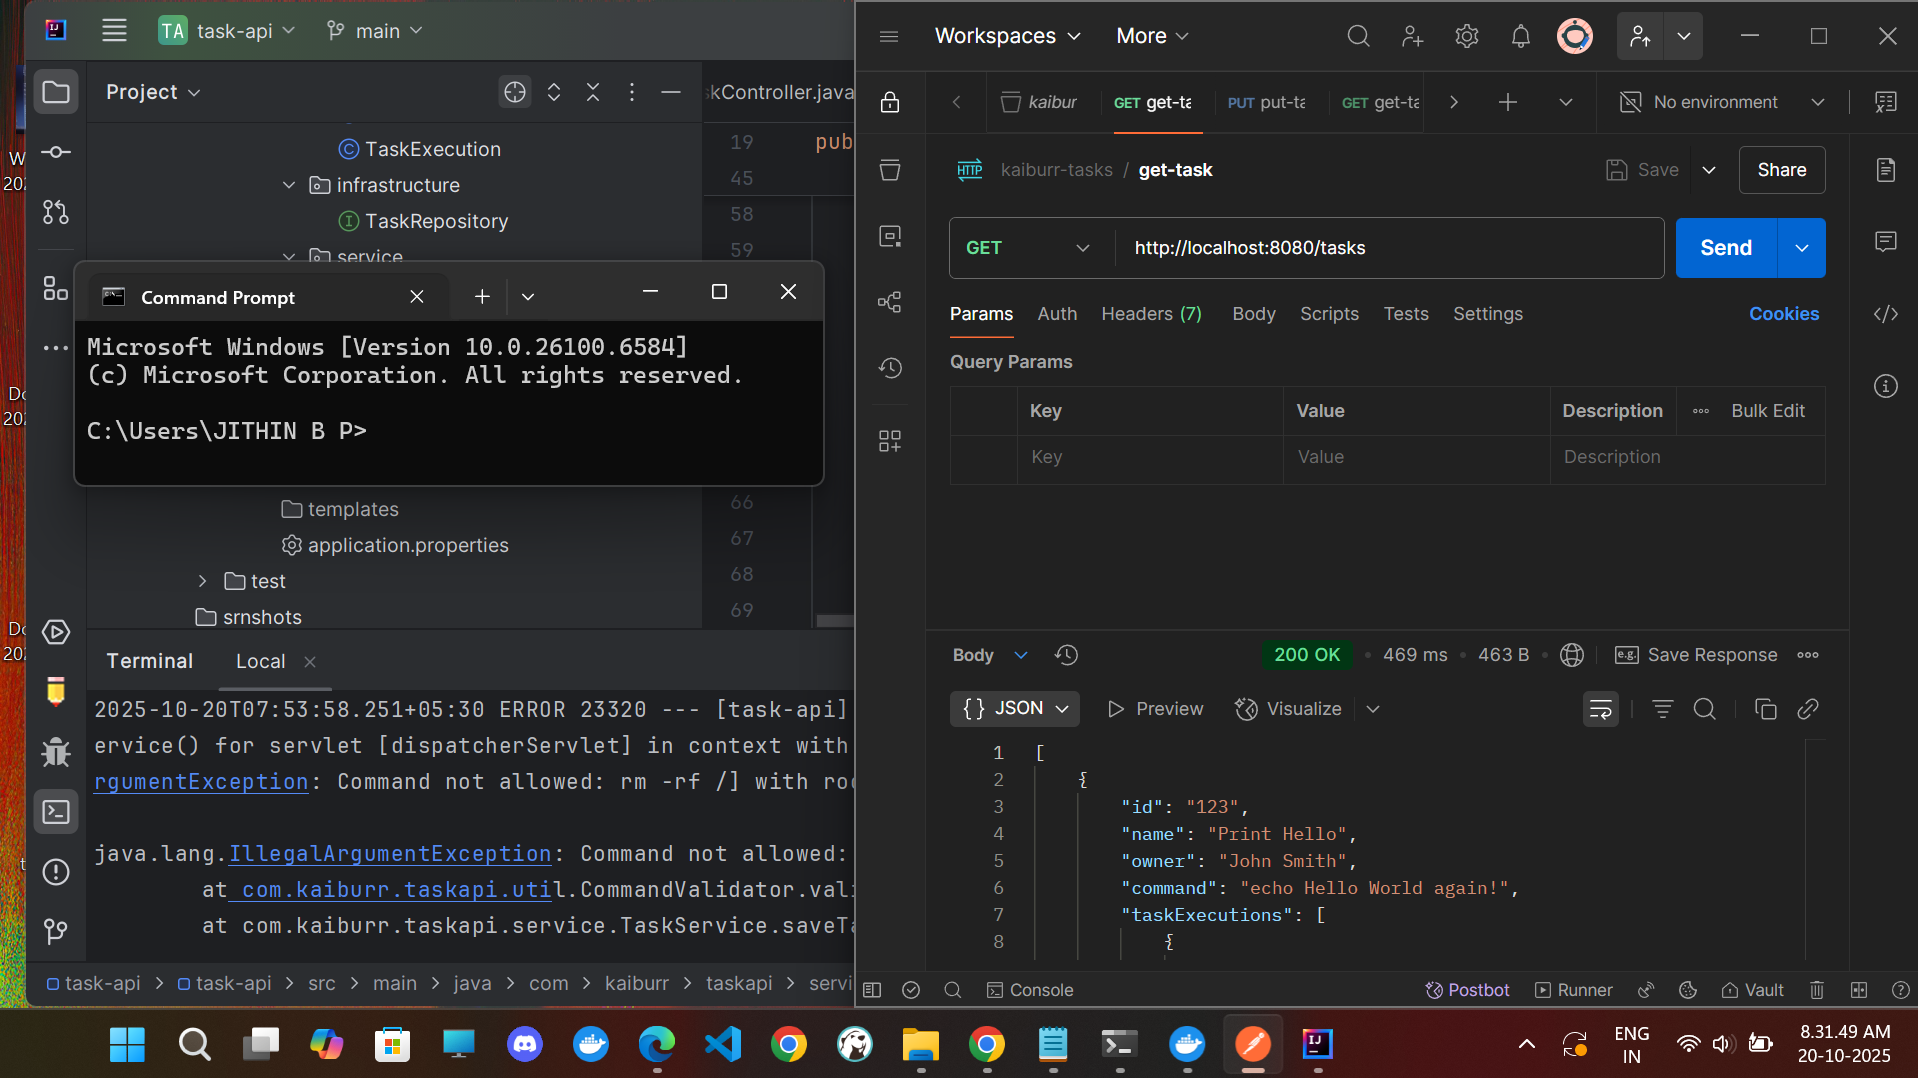 TA task-api main
Project
TaskExecution
infrastructure
TaskRepository
service
templates
application.properties
test
srnshots
kController.java
19 pub
45
58
59
66
67
68
69
Command Prompt
Microsoft Windows [Version 10.0.26100.6584]
(c) Microsoft Corporation. All rights reserved.
C:\Users\JITHIN B P>
Terminal Local
2025-10-20T07:53:58.251+05:30 ERROR 23320 --- [task-api]
ervice() for servlet [dispatcherServlet] in context with
rgumentException: Command not allowed: rm -rf /] with roo
java.lang.IllegalArgumentException: Command not allowed:
at com.kaiburr.taskapi.util.CommandValidator.vali
at com.kaiburr.taskapi.service.TaskService.saveTa
task-api > task-api > src > main > java > com > kaiburr > taskapi > servi
Workspaces More
kaibur GET get-ta PUT put-ta GET get-ta No environment
HTTP kaiburr-tasks / get-task Save Share
GET http://localhost:8080/tasks Send
Params Auth Headers (7) Body Scripts Tests Settings Cookies
Query Params
Key Value Description Bulk Edit
Key Value Description
Body 200 OK • 469 ms • 463 B • e.g. Save Response
{} JSON Preview Visualize
1 [
2 {
3 "id": "123",
4 "name": "Print Hello",
5 "owner": "John Smith",
6 "command": "echo Hello World again!",
7 "taskExecutions": [
8 {
Console Postbot Runner Vault
ENG
IN
8.31.49 AM
20-10-2025